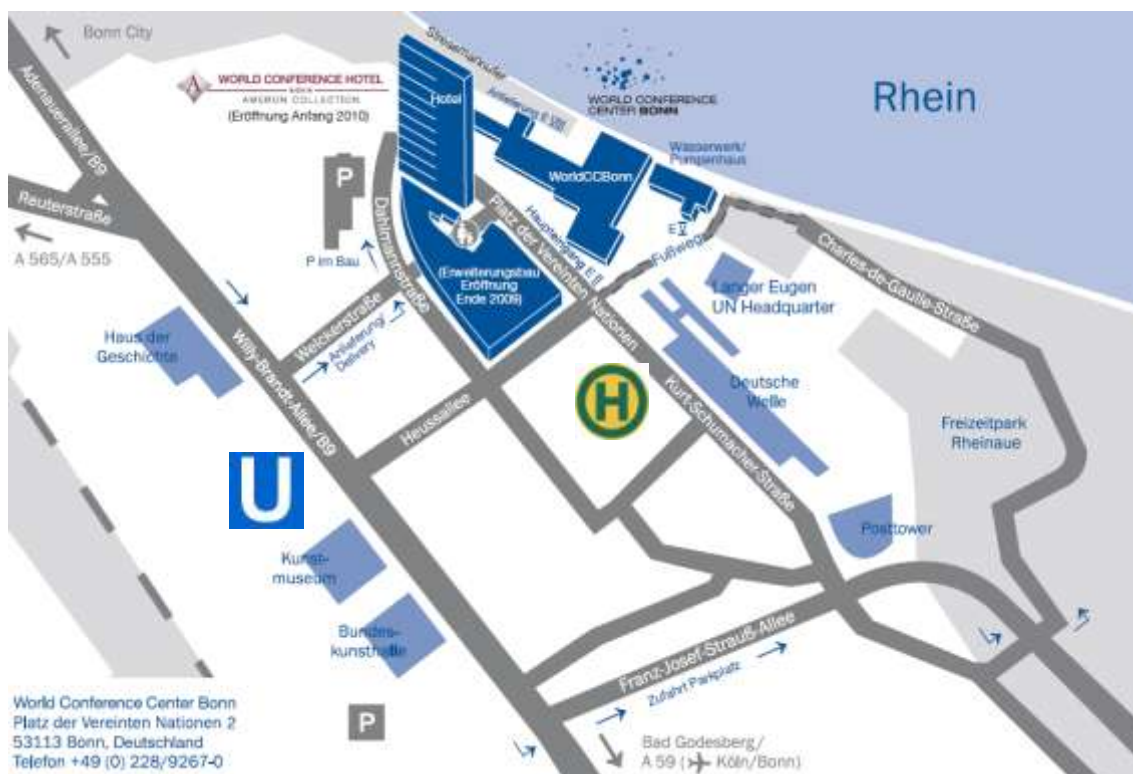 Bonn City
Adenauerallee/B9
Reuterstraße
A 565/A 555
WORLD CONFERENCE HOTEL
BONN
AMERON COLLECTION
(Eröffnung Anfang 2010)
Stresemannufer
Hotel
Anlieferung E VIII
WORLD CONFERENCE
CENTER BONN
Rhein
Wasserwerk/
Pumpenhaus
WorldCCBonn
P
P im Bau
Dahlmannstraße
Platz der Vereinten Nationen
Haupteingang E II
Fußweg
(Erweiterungsbau
Eröffnung
Ende 2009)
Langer Eugen
UN Headquarter
Charles-de-Gaulle-Straße
Haus der
Geschichte
Welckerstraße
Anlieferung/
Delivery
Willy-Brandt-Allee/B9
Heussallee
H
Deutsche
Welle
Kurt-Schumacher-Straße
Freizeitpark
Rheinaue
U
Posttower
Kunst-
museum
Bundes-
kunsthalle
Franz-Josef-Strauß-Allee
Zufahrt Parkplatz
P
World Conference Center Bonn
Platz der Vereinten Nationen 2
53113 Bonn, Deutschland
Telefon +49 (0) 228/9267-0
Bad Godesberg/
A 59 ( Köln/Bonn)